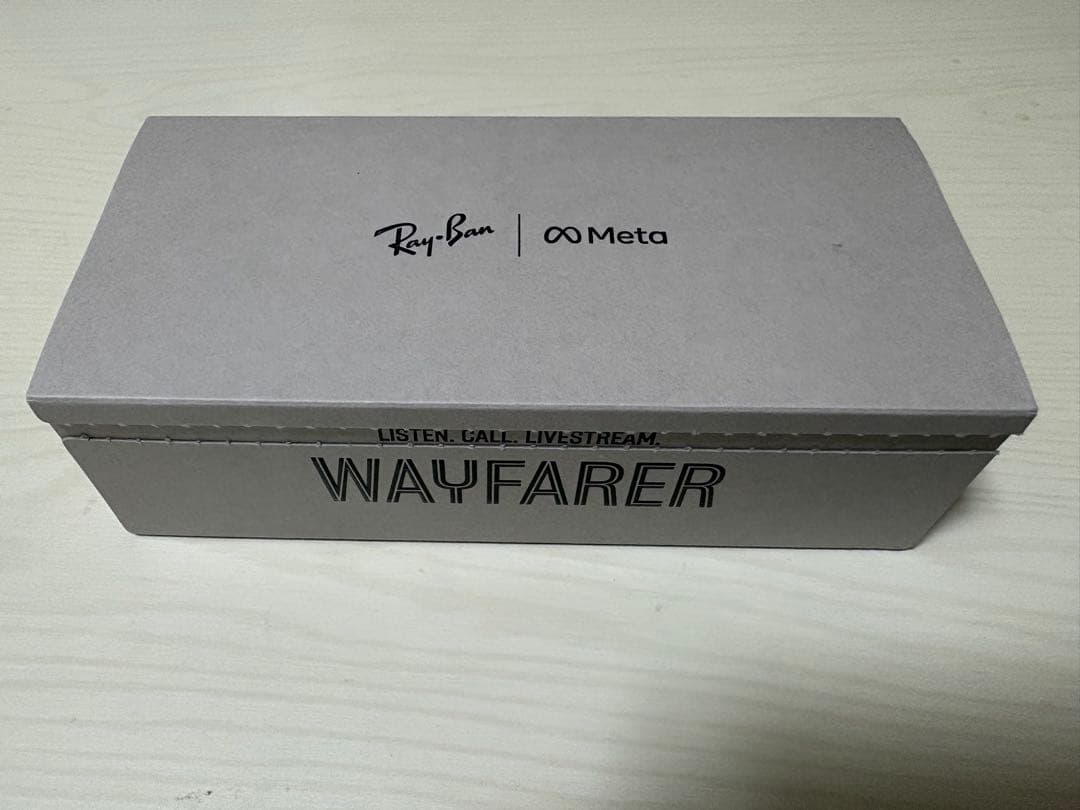 Ray-Ban | ∞ Meta
LISTEN. CALL. LIVESTREAM.
WAYFARER